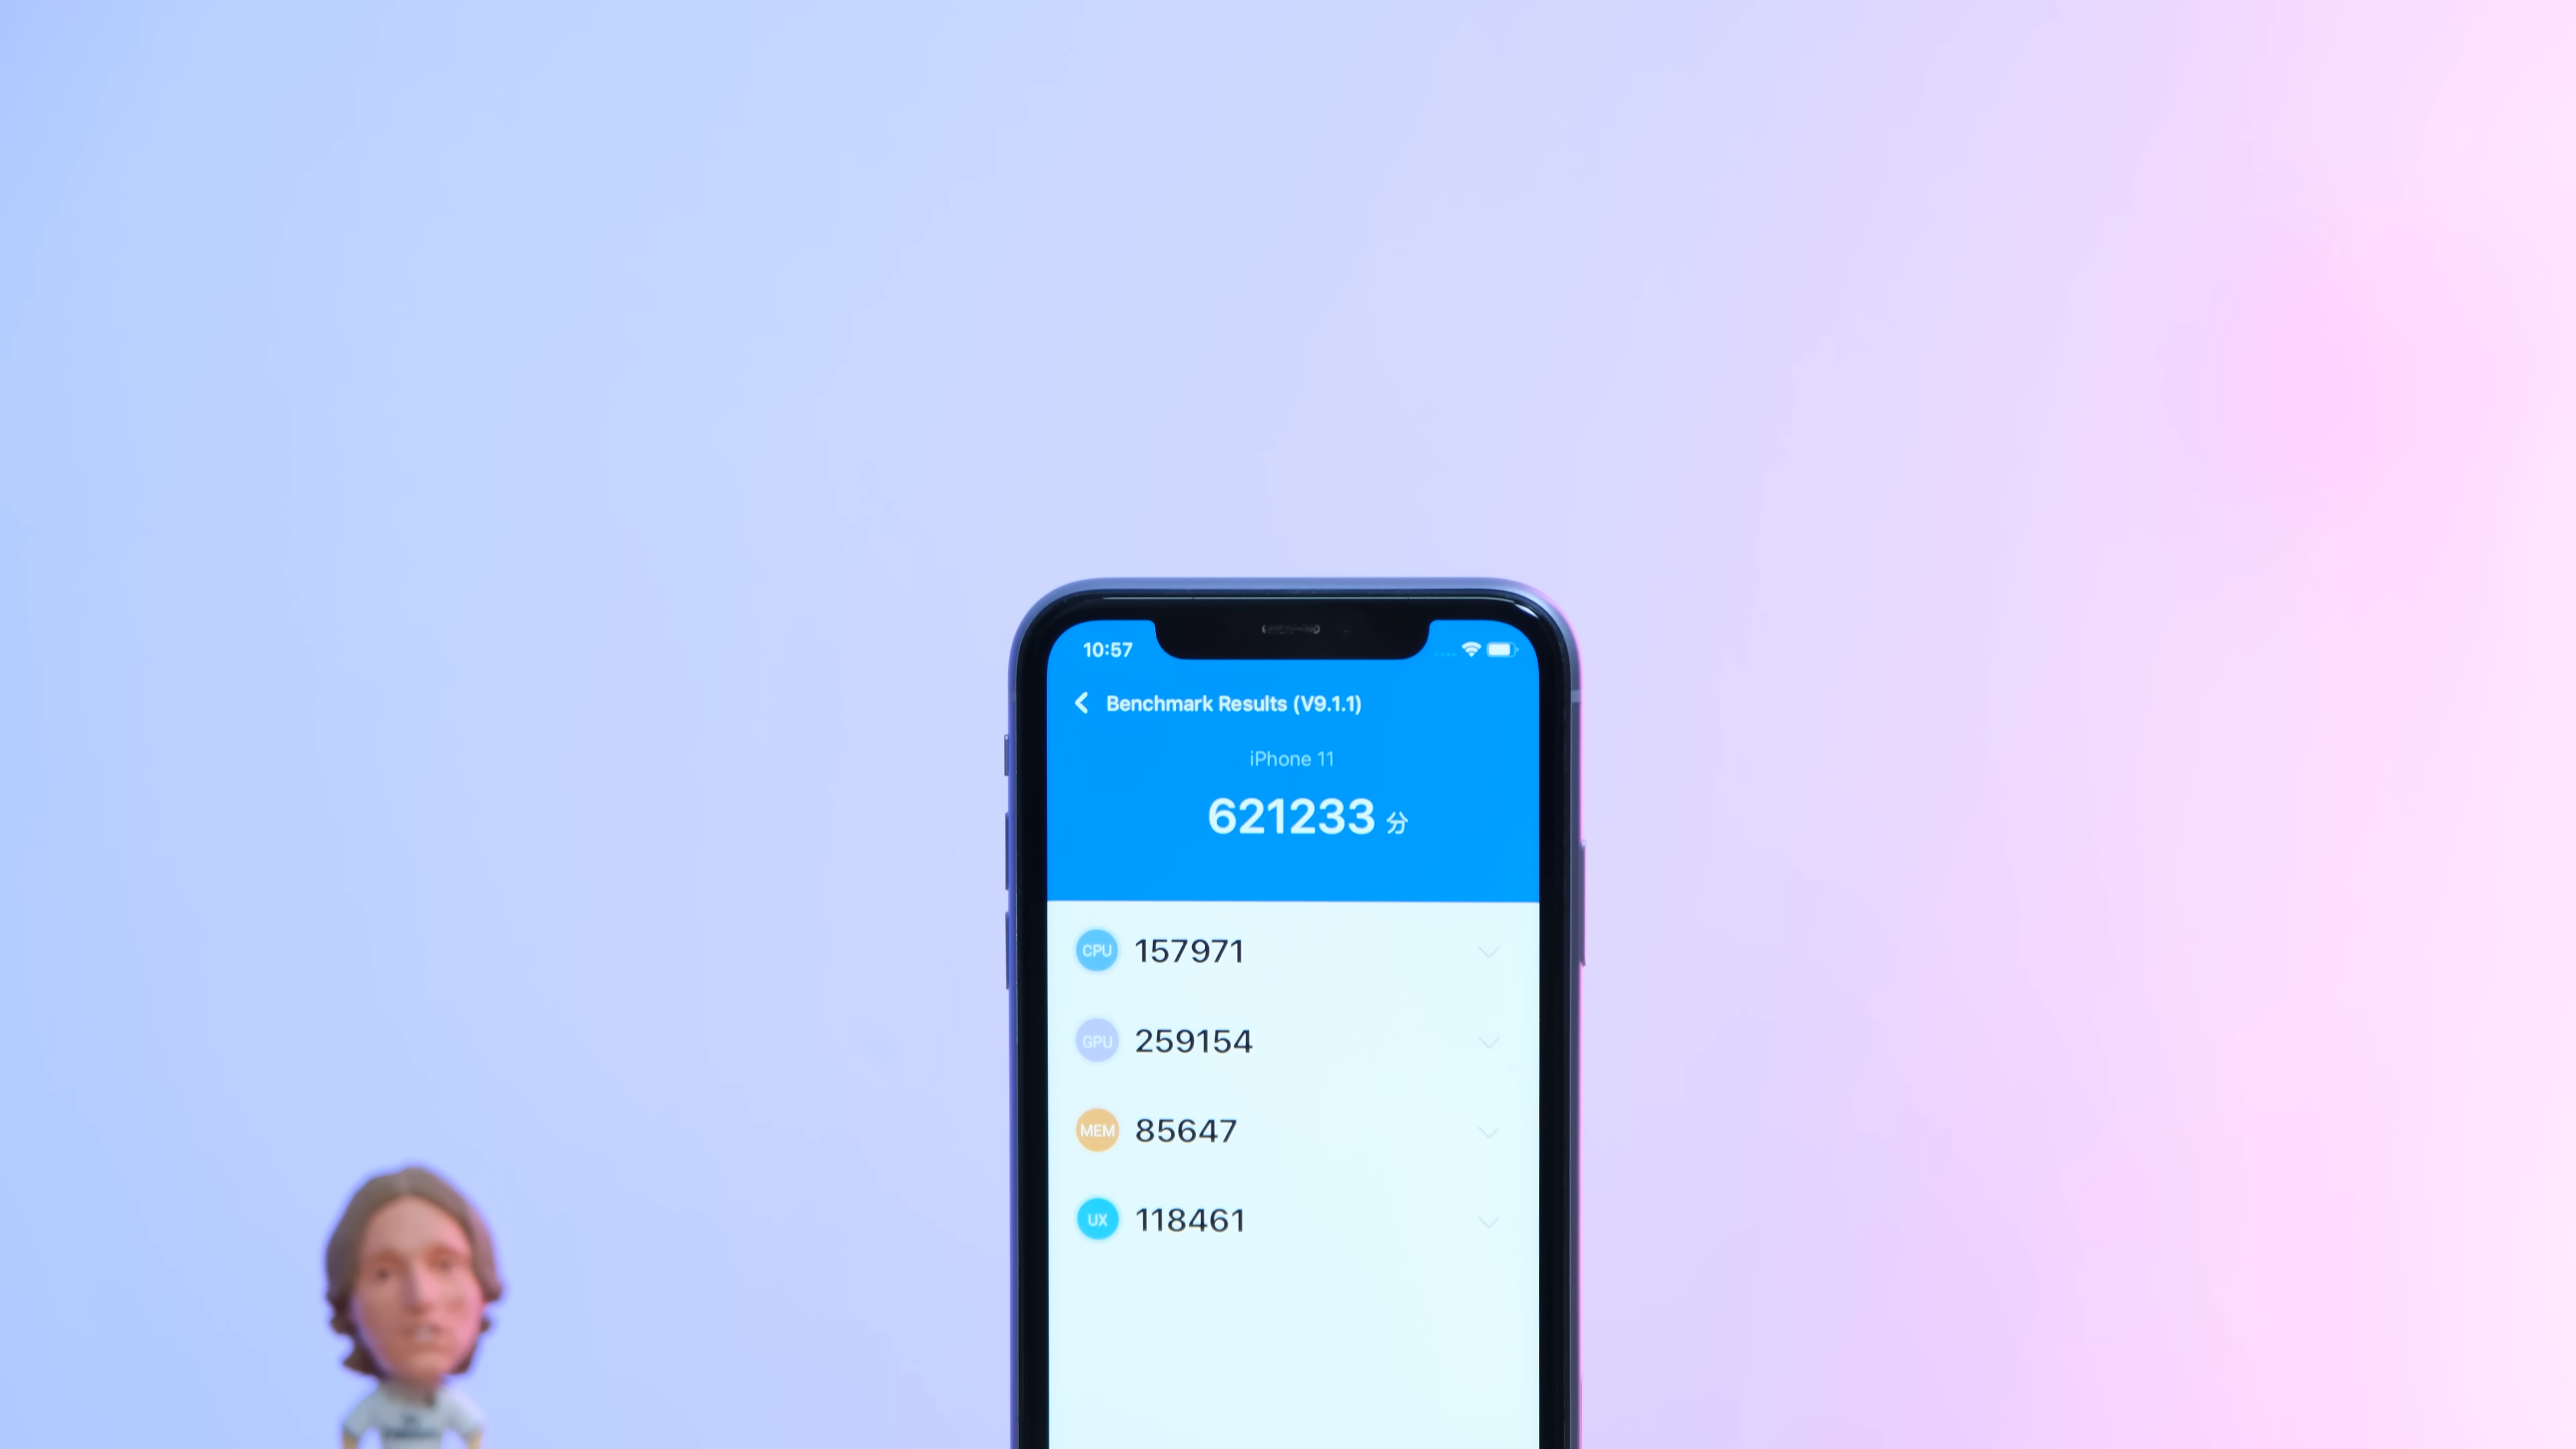 10:57
Benchmark Results (V9.1.1)
iPhone 11
621233 分
CPU 157971
GPU 259154
MEM 85647
UX 118461